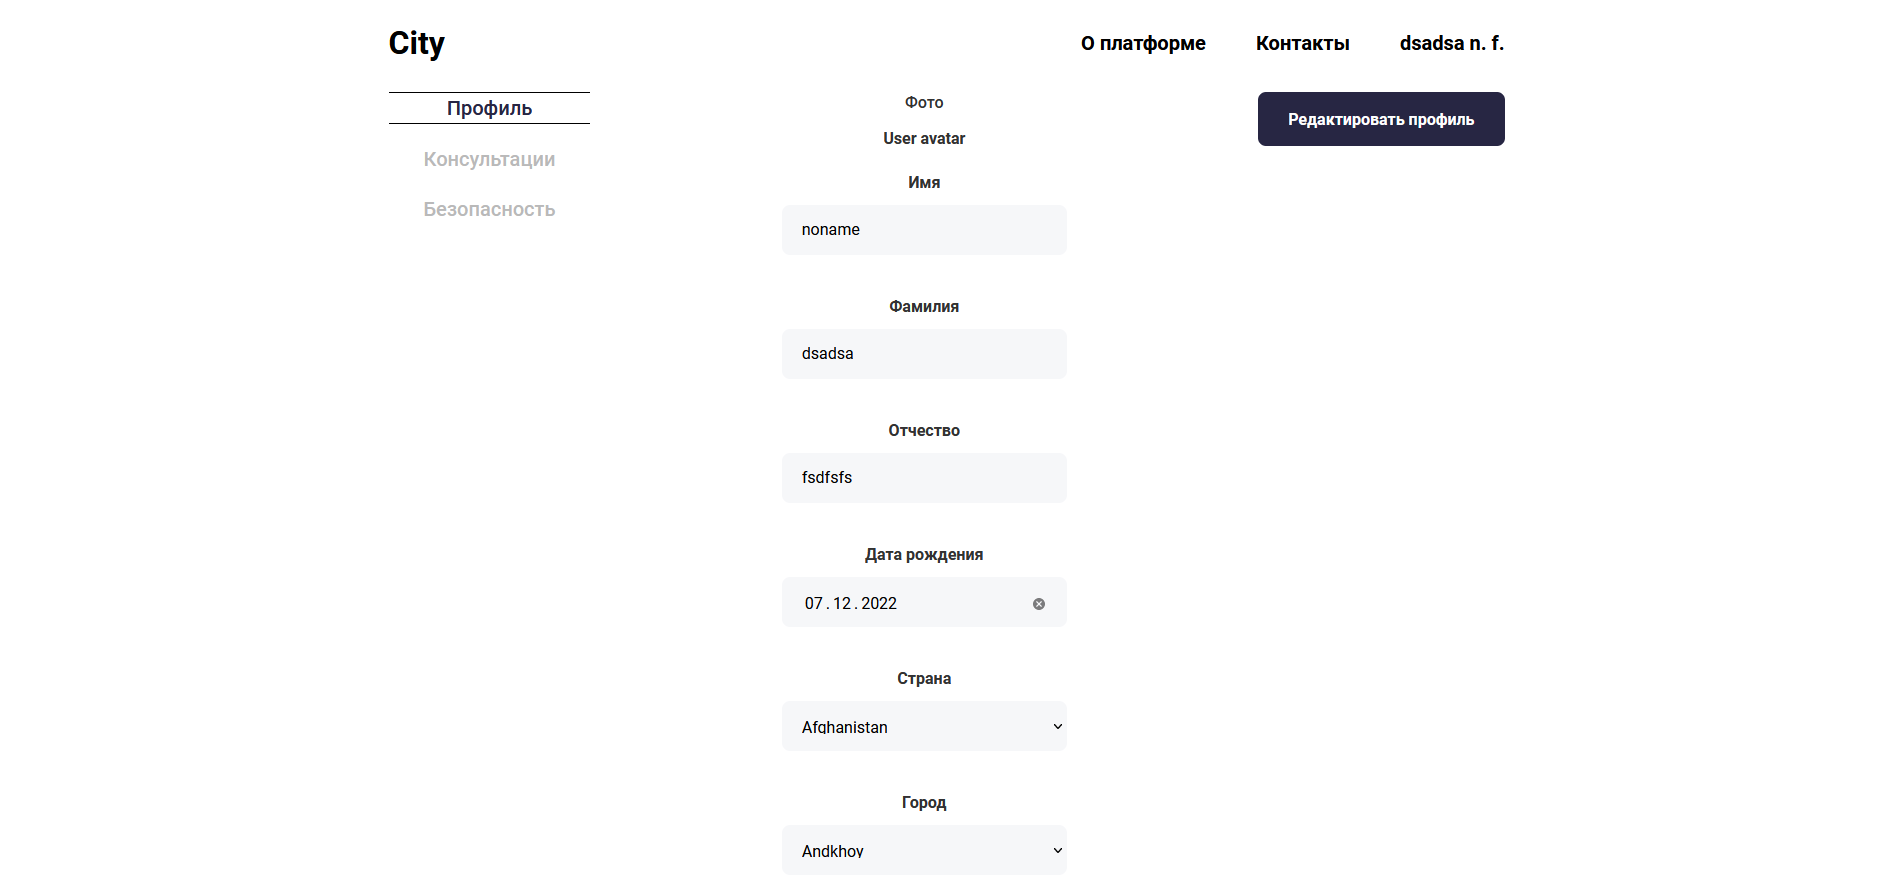 City
О платформе
Контакты
dsadsa n. f.
Профиль
Консультации
Безопасность
Фото
User avatar
Имя
noname
Фамилия
dsadsa
Отчество
fsdfsfs
Дата рождения
07.12.2022
Страна
Afghanistan
Город
Andkhoy
Редактировать профиль